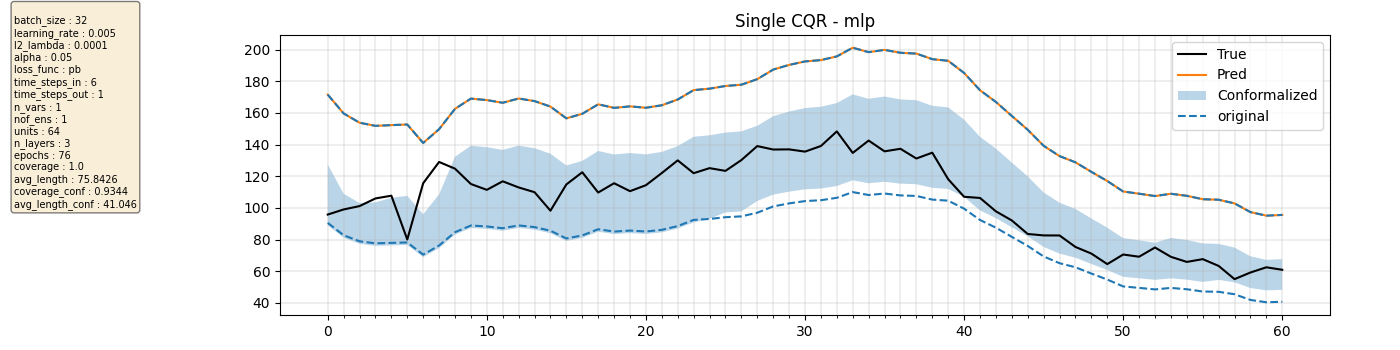 batch_size : 32
learning_rate : 0.005
l2_lambda : 0.0001
alpha : 0.05
loss_func : pb
time_steps_in : 6
time_steps_out : 1
n_vars : 1
nof_ens : 1
units : 64
n_layers : 3
epochs : 76
coverage : 1.0
avg_length : 75.8426
coverage_conf : 0.9344
avg_length_conf : 41.046
Single CQR - mlp
200
180
160
140
120
100
80
60
40
True
Pred
Conformalized
original
0 10 20 30 40 50 60